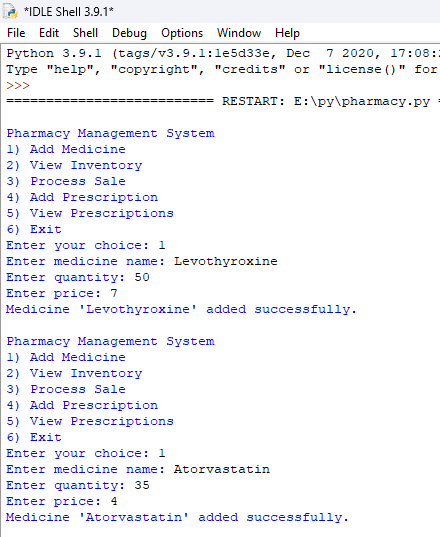 *IDLE Shell 3.9.1*
File Edit Shell Debug Options Window Help
Python 3.9.1 (tags/v3.9.1:1e5d33e, Dec 7 2020, 17:08:
Type "help", "copyright", "credits" or "license()" for
>>>
========================== RESTART: E:\py\pharmacy.py =
Pharmacy Management System
1) Add Medicine
2) View Inventory
3) Process Sale
4) Add Prescription
5) View Prescriptions
6) Exit
Enter your choice: 1
Enter medicine name: Levothyroxine
Enter quantity: 50
Enter price: 7
Medicine 'Levothyroxine' added successfully.
Pharmacy Management System
1) Add Medicine
2) View Inventory
3) Process Sale
4) Add Prescription
5) View Prescriptions
6) Exit
Enter your choice: 1
Enter medicine name: Atorvastatin
Enter quantity: 35
Enter price: 4
Medicine 'Atorvastatin' added successfully.